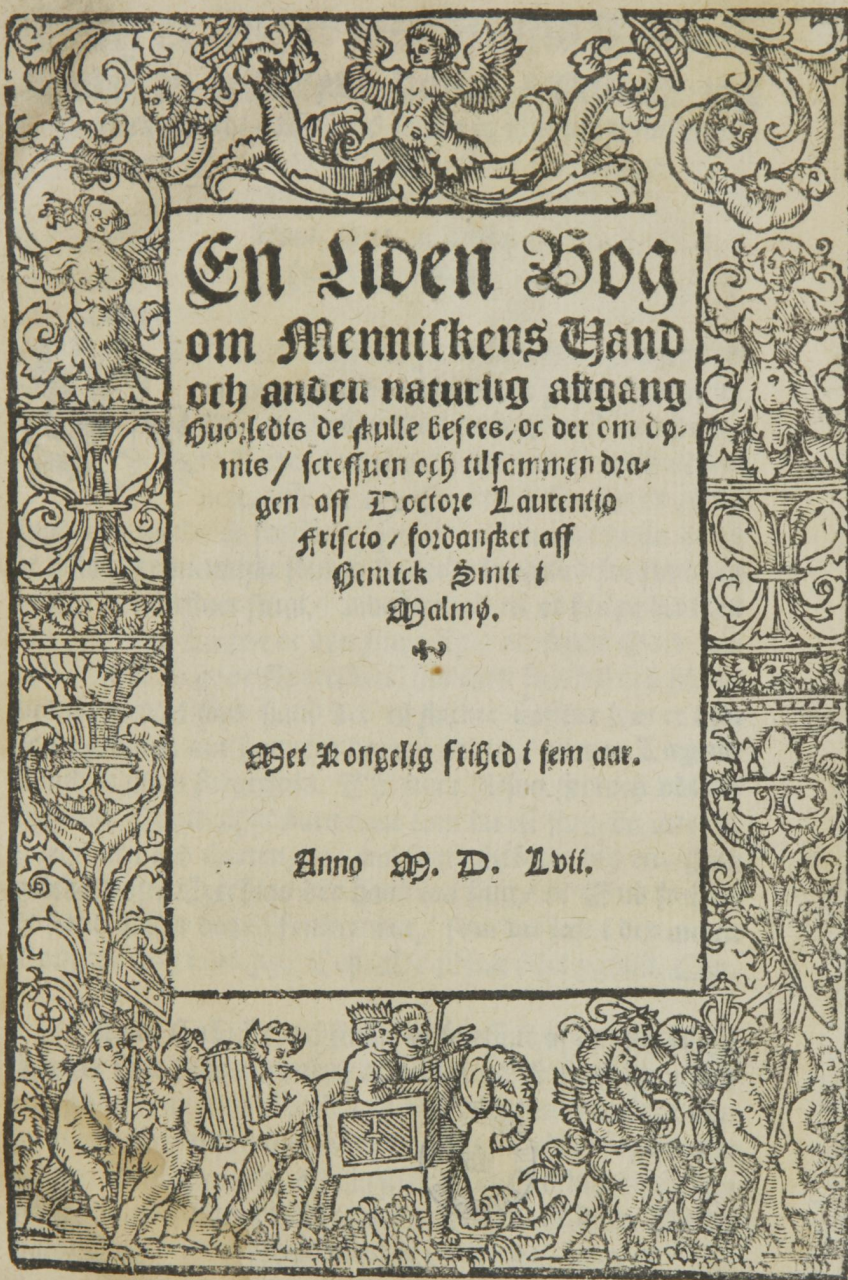 En Liden Bog
om Menniskens Vand
och anden naturlig affgang
Huorledis de skulle besees, oc der om dø-
mis / screffuen och tilsammen dra-
gen aff Doctore Laurentio
Friscio / fordansket aff
Henrick Smit i
Malmø.
Met Kongelig frihed i fem aar.
Anno M. D. Lvii.